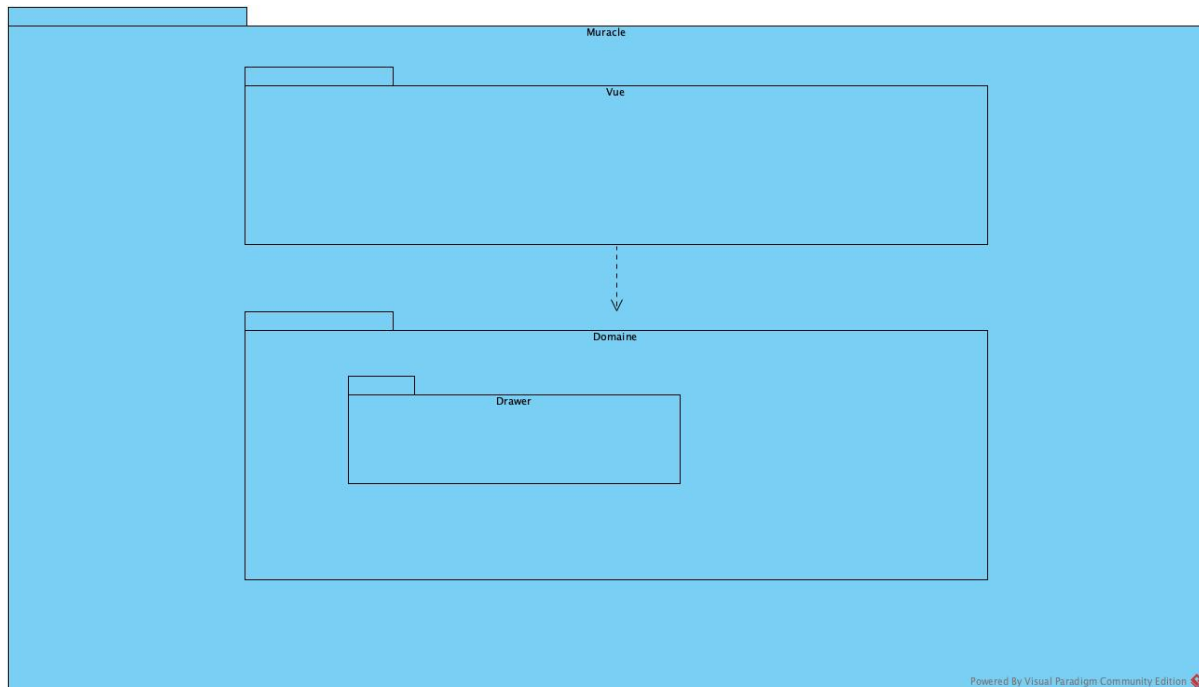 Muracle
Vue
Domaine
Drawer
Powered By Visual Paradigm Community Edition